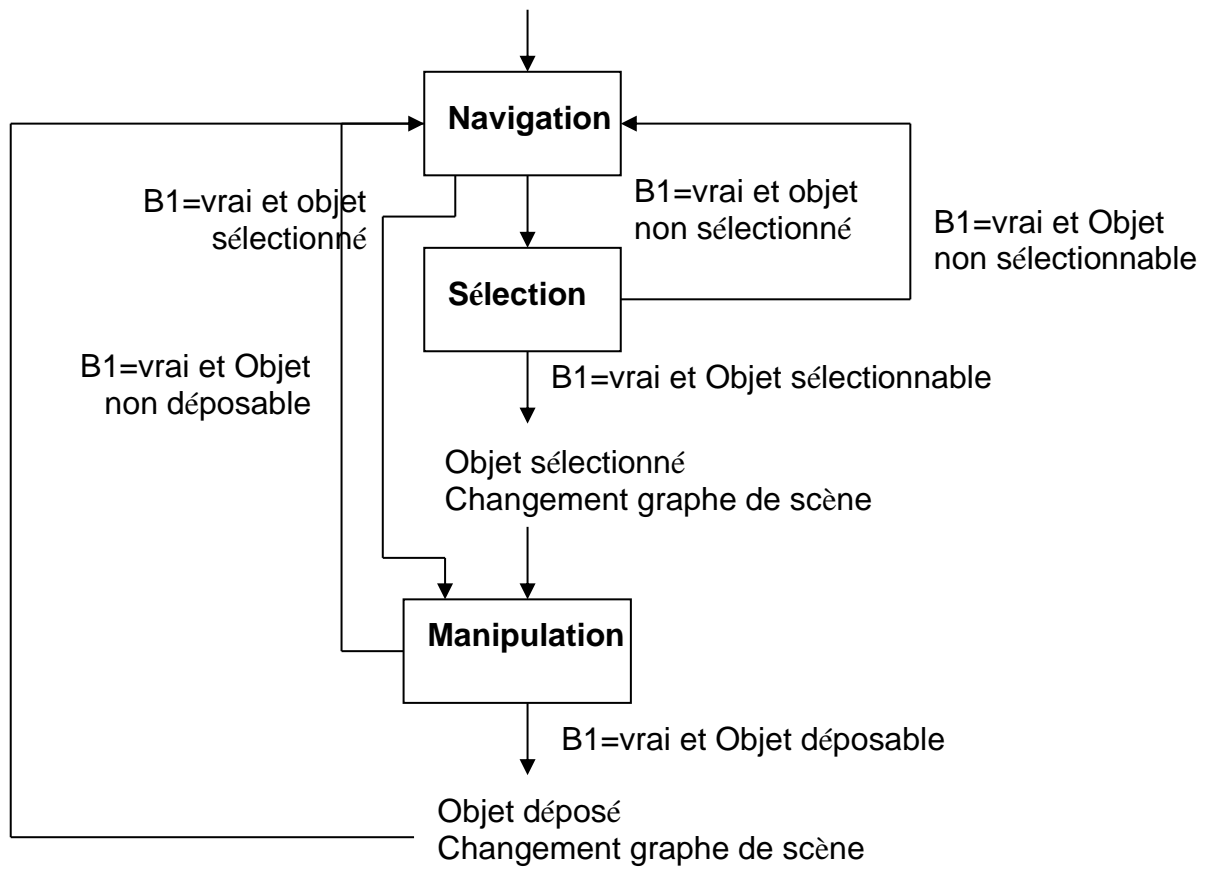 Navigation
B1=vrai et objet
sélectionné
B1=vrai et objet
non sélectionné
B1=vrai et Objet
non sélectionnable
Sélection
B1=vrai et Objet
non déposable
B1=vrai et Objet sélectionnable
Objet sélectionné
Changement graphe de scène
Manipulation
B1=vrai et Objet déposable
Objet déposé
Changement graphe de scène